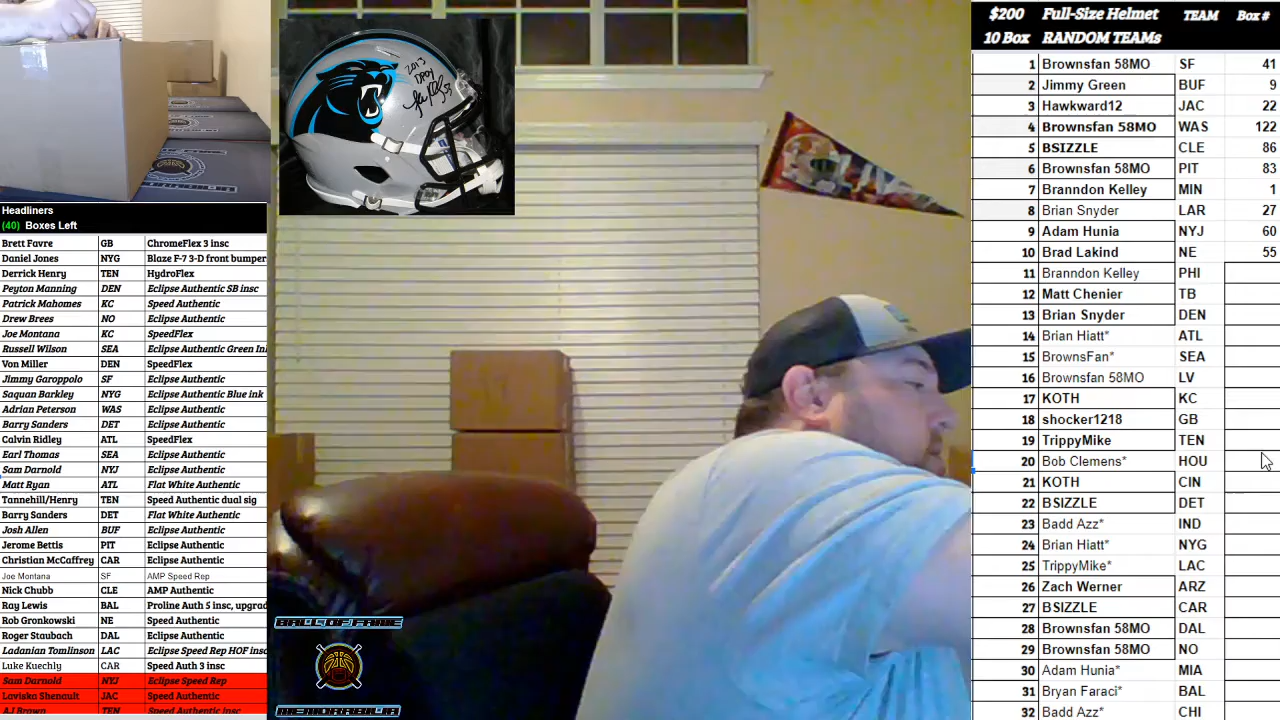 Headliners
(40) Boxes Left
Brett Favre GB ChromeFlex 3 insc
Daniel Jones NYG Blaze F-7 3-D front bumper
Derrick Henry TEN HydroFlex
Peyton Manning DEN Eclipse Authentic SB insc
Patrick Mahomes KC Speed Authentic
Drew Brees NO Eclipse Authentic
Joe Montana KC SpeedFlex
Russell Wilson SEA Eclipse Authentic Green In
Von Miller DEN SpeedFlex
Jimmy Garoppolo SF Eclipse Authentic
Saquan Barkley NYG Eclipse Authentic Blue ink
Adrian Peterson WAS Eclipse Authentic
Barry Sanders DET Eclipse Authentic
Calvin Ridley ATL SpeedFlex
Earl Thomas SEA Eclipse Authentic
Sam Darnold NYJ Eclipse Authentic
Matt Ryan ATL Flat White Authentic
Tannehill/Henry TEN Speed Authentic dual sig
Barry Sanders DET Flat White Authentic
Josh Allen BUF Eclipse Authentic
Jerome Bettis PIT Eclipse Authentic
Christian McCaffrey CAR Eclipse Authentic
Joe Montana SF AMP Speed Rep
Nick Chubb CLE AMP Authentic
Ray Lewis BAL Proline Auth 5 insc, upgrad
Rob Gronkowski NE Speed Authentic
Roger Staubach DAL Eclipse Authentic
Ladanian Tomlinson LAC Eclipse Speed Rep HOF insc
Luke Kuechly CAR Speed Auth 3 insc
Sam Darnold NYJ Eclipse Speed Rep
Laviska Shenault JAC Speed Authentic
AJ Brown TEN Speed Authentic insc
2013
DPOY
BALL OF FAME
MEMORABILIA
$200 Full-Size Helmet TEAM Box #
10 Box RANDOM TEAMs
1 Brownsfan 58MO SF 41
2 Jimmy Green BUF 9
3 Hawkward12 JAC 22
4 Brownsfan 58MO WAS 122
5 BSIZZLE CLE 86
6 Brownsfan 58MO PIT 83
7 Branndon Kelley MIN 1
8 Brian Snyder LAR 27
9 Adam Hunia NYJ 60
10 Brad Lakind NE 55
11 Branndon Kelley PHI
12 Matt Chenier TB
13 Brian Snyder DEN
14 Brian Hiatt* ATL
15 BrownsFan* SEA
16 Brownsfan 58MO LV
17 KOTH KC
18 shocker1218 GB
19 TrippyMike TEN
20 Bob Clemens* HOU
21 KOTH CIN
22 BSIZZLE DET
23 Badd Azz* IND
24 Brian Hiatt* NYG
25 TrippyMike* LAC
26 Zach Werner ARZ
27 BSIZZLE CAR
28 Brownsfan 58MO DAL
29 Brownsfan 58MO NO
30 Adam Hunia* MIA
31 Bryan Faraci* BAL
32 Badd Azz* CHI